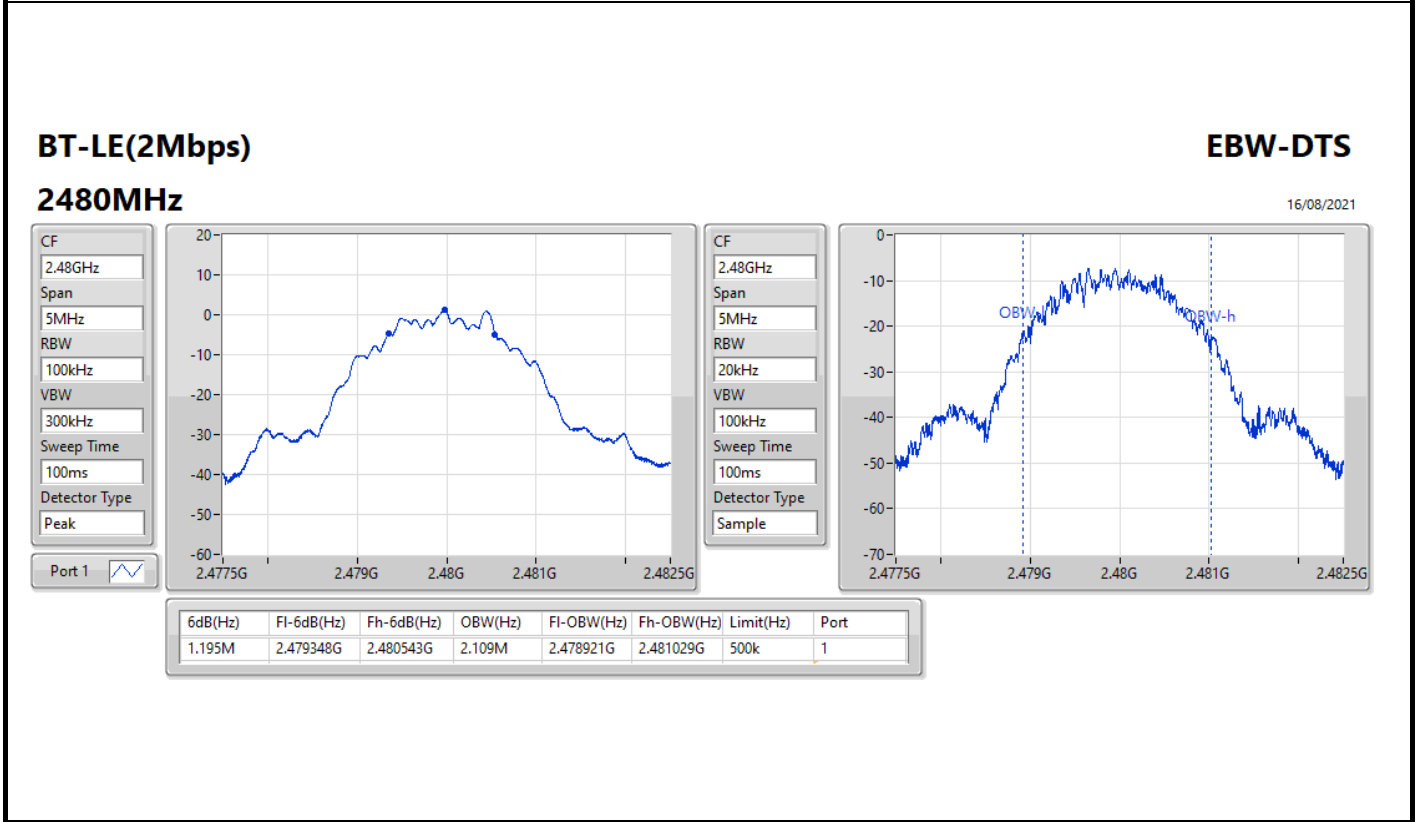 BT-LE(2Mbps)
EBW-DTS
2480MHz
16/08/2021
CF
2.48GHz
Span
5MHz
RBW
100kHz
VBW
300kHz
Sweep Time
100ms
Detector Type
Peak
Port 1
20
10
0
-10
-20
-30
-40
-50
-60
2.4775G 2.479G 2.48G 2.481G 2.4825G
CF
2.48GHz
Span
5MHz
RBW
20kHz
VBW
100kHz
Sweep Time
100ms
Detector Type
Sample
0
-10
-20
-30
-40
-50
-60
-70
OBW-h
2.4775G 2.479G 2.48G 2.481G 2.4825G
6dB(Hz) Fl-6dB(Hz) Fh-6dB(Hz) OBW(Hz) Fl-OBW(Hz) Fh-OBW(Hz) Limit(Hz) Port
1.195M 2.479348G 2.480543G 2.109M 2.478921G 2.481029G 500k 1